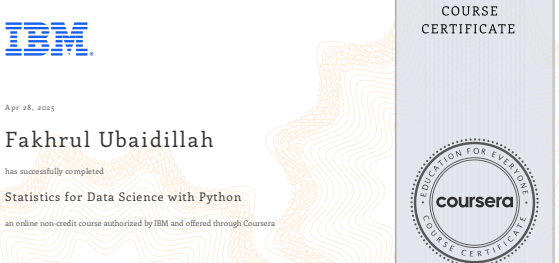 COURSE
CERTIFICATE
IBM®
Apr 28, 2025
Fakhrul Ubaidillah
has successfully completed
Statistics for Data Science with Python
an online non-credit course authorized by IBM and offered through Coursera
EDUCATION FOR EVERYONE
coursera
COURSE CERTIFICATE